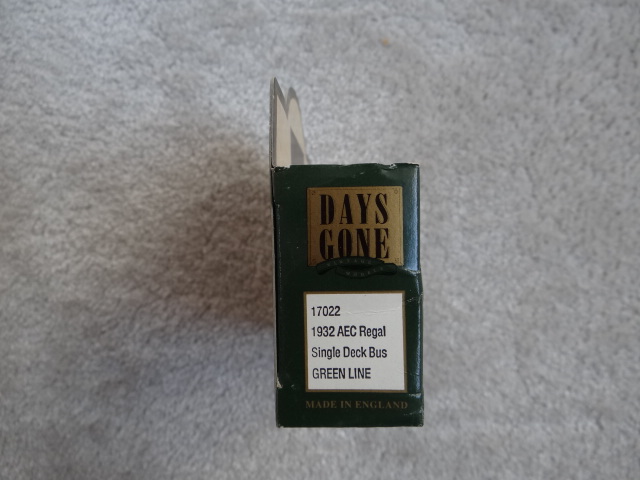 DAYS
GONE
17022
1932 AEC Regal
Single Deck Bus
GREEN LINE
MADE IN ENGLAND